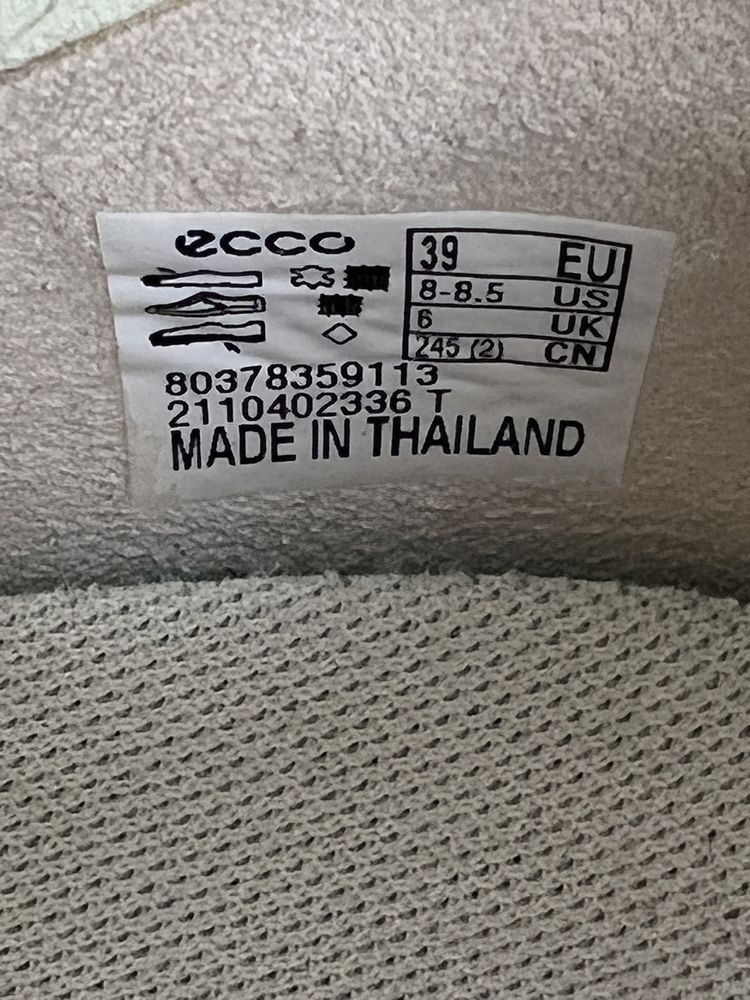 ecco
39 EU
8-8.5 US
6 UK
245 (2) CN
80378359113
2110402336 T
MADE IN THAILAND